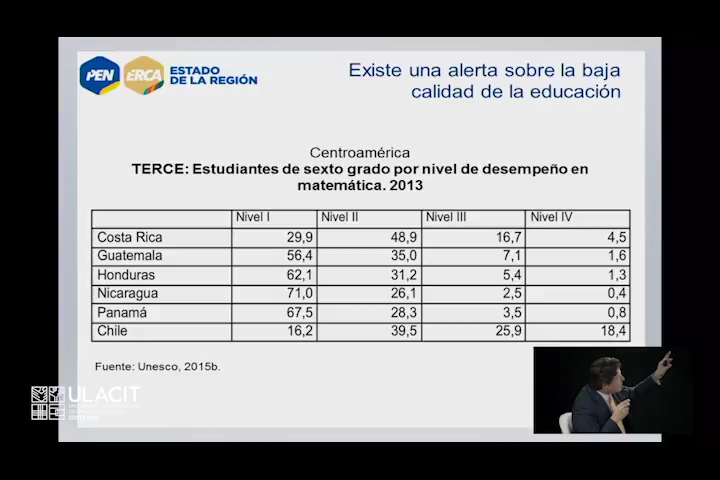 PEN
ERCA
ESTADO
DE LA REGIÓN
Existe una alerta sobre la baja
calidad de la educación
Centroamérica
TERCE: Estudiantes de sexto grado por nivel de desempeño en
matemática. 2013
Nivel I Nivel II Nivel III Nivel IV
Costa Rica 29,9 48,9 16,7 4,5
Guatemala 56,4 35,0 7,1 1,6
Honduras 62,1 31,2 5,4 1,3
Nicaragua 71,0 26,1 2,5 0,4
Panamá 67,5 28,3 3,5 0,8
Chile 16,2 39,5 25,9 18,4
Fuente: Unesco, 2015b.
ULACIT